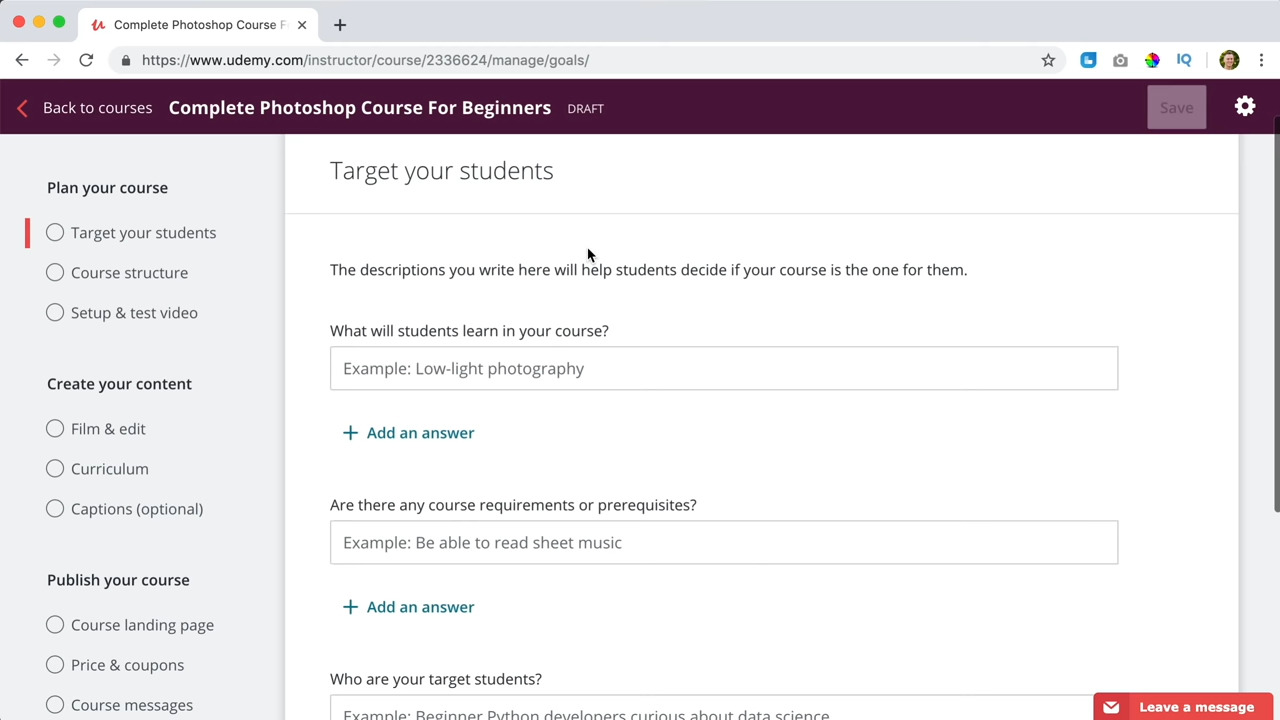 Complete Photoshop Course F
https://www.udemy.com/instructor/course/2336624/manage/goals/
IQ
Back to courses
Complete Photoshop Course For Beginners
DRAFT
Save
Plan your course
Target your students
Course structure
Setup & test video
Create your content
Film & edit
Curriculum
Captions (optional)
Publish your course
Course landing page
Price & coupons
Course messages
Target your students
The descriptions you write here will help students decide if your course is the one for them.
What will students learn in your course?
Example: Low-light photography
+ Add an answer
Are there any course requirements or prerequisites?
Example: Be able to read sheet music
+ Add an answer
Who are your target students?
Example: Beginner Python developers curious about data science
Leave a message